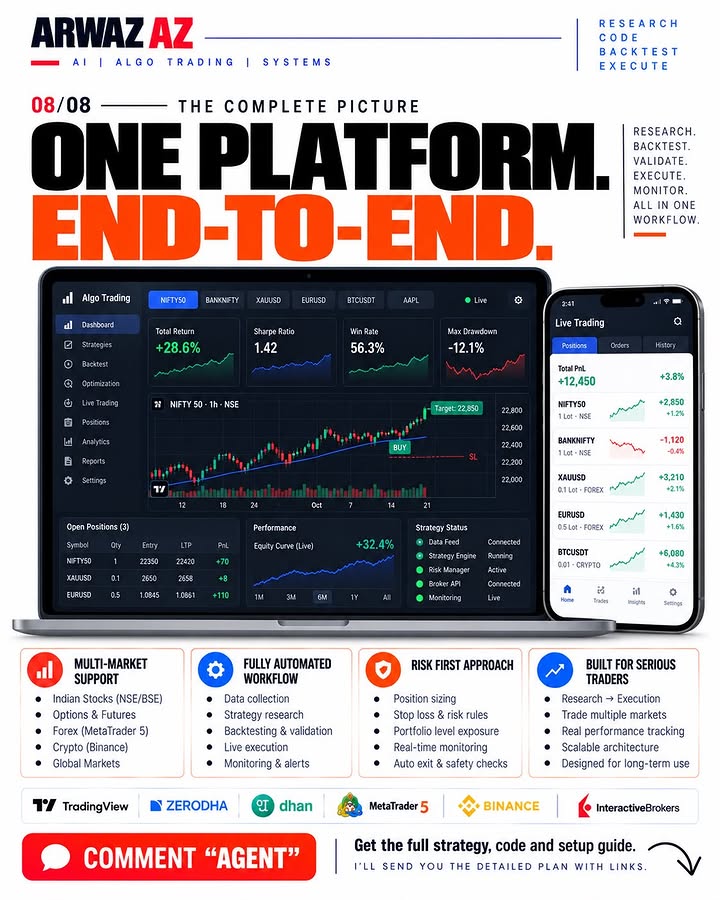 ARWAZ AZ
AI | ALGO TRADING | SYSTEMS
RESEARCH
CODE
BACKTEST
EXECUTE
08/08 THE COMPLETE PICTURE
ONE PLATFORM.
END-TO-END.
RESEARCH.
BACKTEST.
VALIDATE.
EXECUTE.
MONITOR.
ALL IN ONE
WORKFLOW.
Algo Trading
NIFTY50 BANKNIFTY XAUUSD EURUSD BTCUSDT AAPL
Live
Dashboard
Strategies
Backtest
Optimization
Live Trading
Positions
Analytics
Reports
Settings
Total Return
+28.6%
Sharpe Ratio
1.42
Win Rate
56.3%
Max Drawdown
-12.1%
NIFTY 50 · 1h · NSE
Target: 22,850
BUY
SL
22,800
22,600
22,400
22,200
22,000
12 18 24 Oct 7 14 21
Open Positions (3)
Symbol Qty Entry LTP PnL
NIFTY50 1 22350 22420 +70
XAUUSD 0.1 2650 2658 +8
EURUSD 0.5 1.0845 1.0861 +110
Performance
Equity Curve (Live) +32.4%
1M 3M 6M 1Y All
Strategy Status
Data Feed Connected
Strategy Engine Running
Risk Manager Active
Broker API Connected
Monitoring Live
2:41
Live Trading
Positions Orders History
Total PnL
+12,450 +3.8%
NIFTY50 +2,850
1 Lot · NSE +1.2%
BANKNIFTY -1,120
1 Lot · NSE -0.4%
XAUUSD +3,210
0.1 Lot · FOREX +2.1%
EURUSD +1,430
0.5 Lot · FOREX +1.6%
BTCUSDT +6,080
0.01 · CRYPTO +4.3%
Home Trades Insights Settings
MULTI-MARKET
SUPPORT
• Indian Stocks (NSE/BSE)
• Options & Futures
• Forex (MetaTrader 5)
• Crypto (Binance)
• Global Markets
FULLY AUTOMATED
WORKFLOW
• Data collection
• Strategy research
• Backtesting & validation
• Live execution
• Monitoring & alerts
RISK FIRST APPROACH
• Position sizing
• Stop loss & risk rules
• Portfolio level exposure
• Real-time monitoring
• Auto exit & safety checks
BUILT FOR SERIOUS
TRADERS
• Research → Execution
• Trade multiple markets
• Real performance tracking
• Scalable architecture
• Designed for long-term use
TradingView ZERODHA dhan MetaTrader 5 BINANCE InteractiveBrokers
COMMENT “AGENT”
Get the full strategy, code and setup guide.
I'LL SEND YOU THE DETAILED PLAN WITH LINKS.